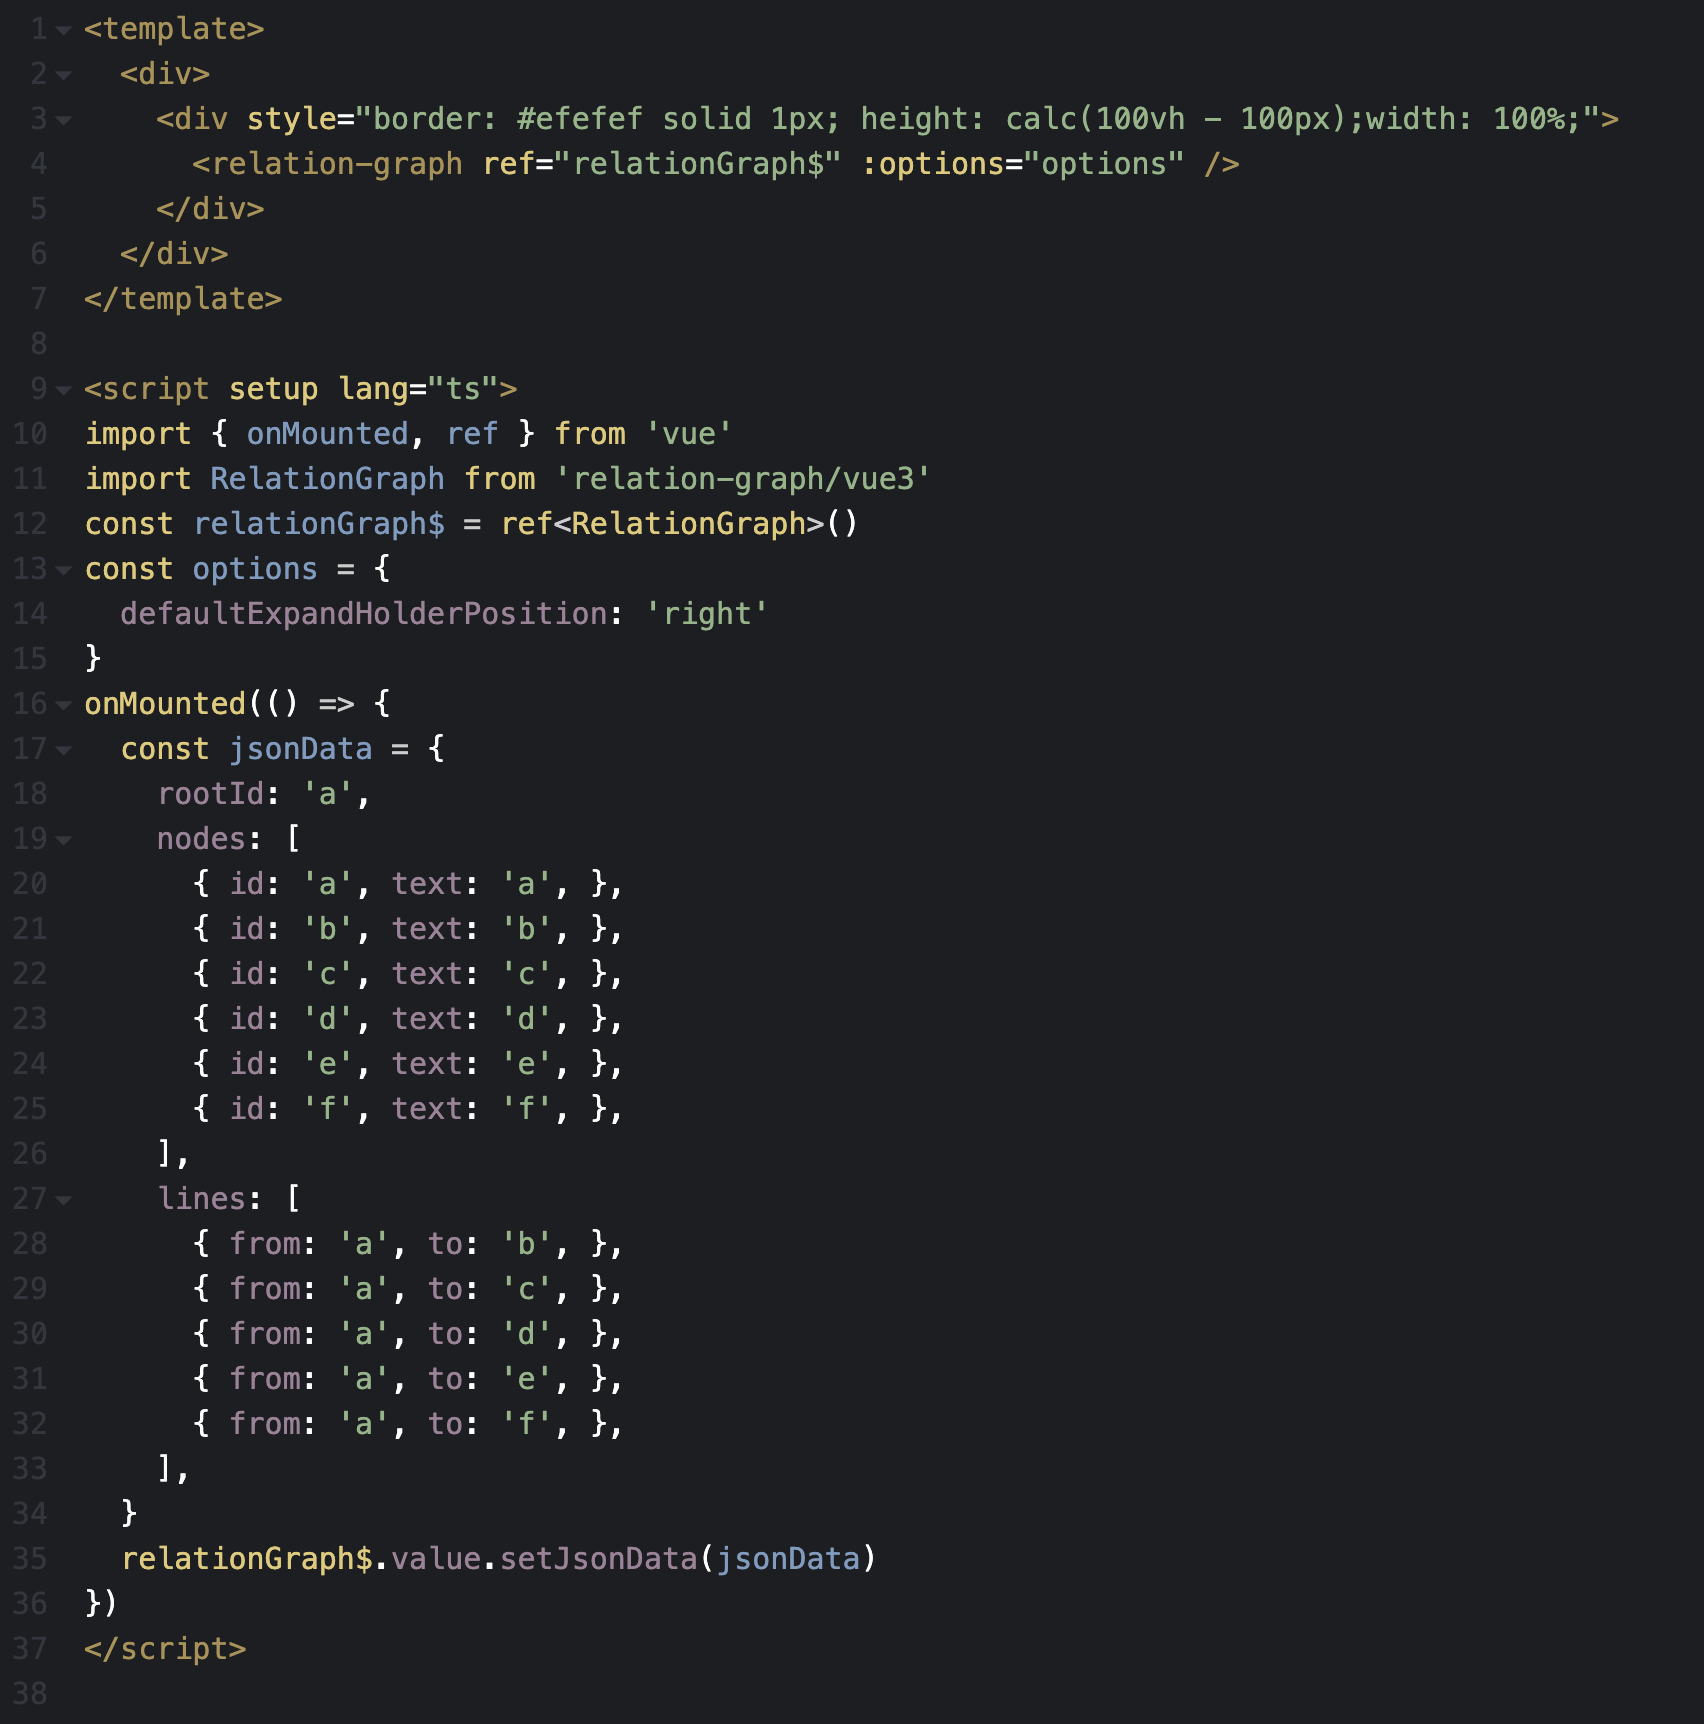 1 <template>
2   <div>
3     <div style="border: #efefef solid 1px; height: calc(100vh - 100px);width: 100%;">
4       <relation-graph ref="relationGraph$" :options="options" />
5     </div>
6   </div>
7 </template>
8
9 <script setup lang="ts">
10 import { onMounted, ref } from 'vue'
11 import RelationGraph from 'relation-graph/vue3'
12 const relationGraph$ = ref<RelationGraph>()
13 const options = {
14   defaultExpandHolderPosition: 'right'
15 }
16 onMounted(() => {
17   const jsonData = {
18     rootId: 'a',
19     nodes: [
20       { id: 'a', text: 'a', },
21       { id: 'b', text: 'b', },
22       { id: 'c', text: 'c', },
23       { id: 'd', text: 'd', },
24       { id: 'e', text: 'e', },
25       { id: 'f', text: 'f', },
26     ],
27     lines: [
28       { from: 'a', to: 'b', },
29       { from: 'a', to: 'c', },
30       { from: 'a', to: 'd', },
31       { from: 'a', to: 'e', },
32       { from: 'a', to: 'f', },
33     ],
34   }
35   relationGraph$.value.setJsonData(jsonData)
36 })
37 </script>
38